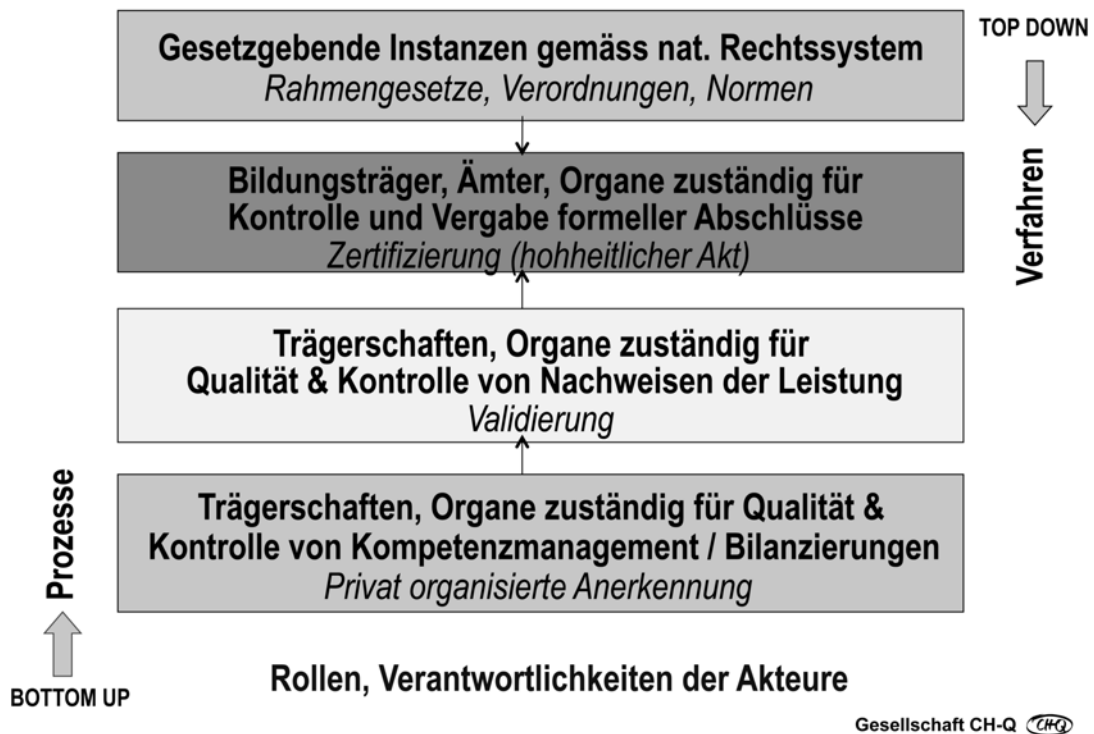 TOP DOWN
Gesetzgebende Instanzen gemäss nat. Rechtssystem
Rahmengesetze, Verordnungen, Normen
Verfahren
Bildungsträger, Ämter, Organe zuständig für
Kontrolle und Vergabe formeller Abschlüsse
Zertifizierung (hohheitlicher Akt)
Trägerschaften, Organe zuständig für
Qualität & Kontrolle von Nachweisen der Leistung
Validierung
Prozesse
Trägerschaften, Organe zuständig für Qualität &
Kontrolle von Kompetenzmanagement / Bilanzierungen
Privat organisierte Anerkennung
BOTTOM UP
Rollen, Verantwortlichkeiten der Akteure
Gesellschaft CH-Q CH-Q